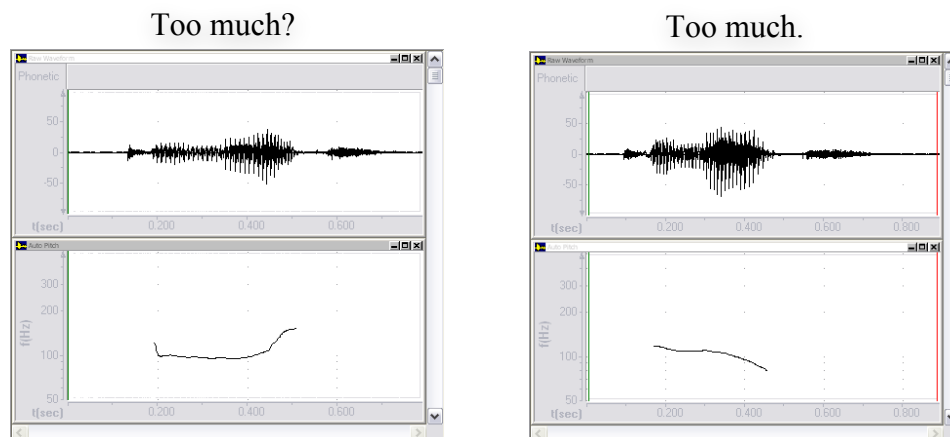 Too much?
Raw Waveform
Phonetic
50
0
-50
t(sec)
0.200
0.400
0.600
Auto Pitch
300
200
f(Hz)
100
50
t(sec)
0.200
0.400
0.600
Too much.
Raw Waveform
Phonetic
50
0
-50
t(sec)
0.200
0.400
0.600
0.800
Auto Pitch
300
200
f(Hz)
100
50
t(sec)
0.200
0.400
0.600
0.800